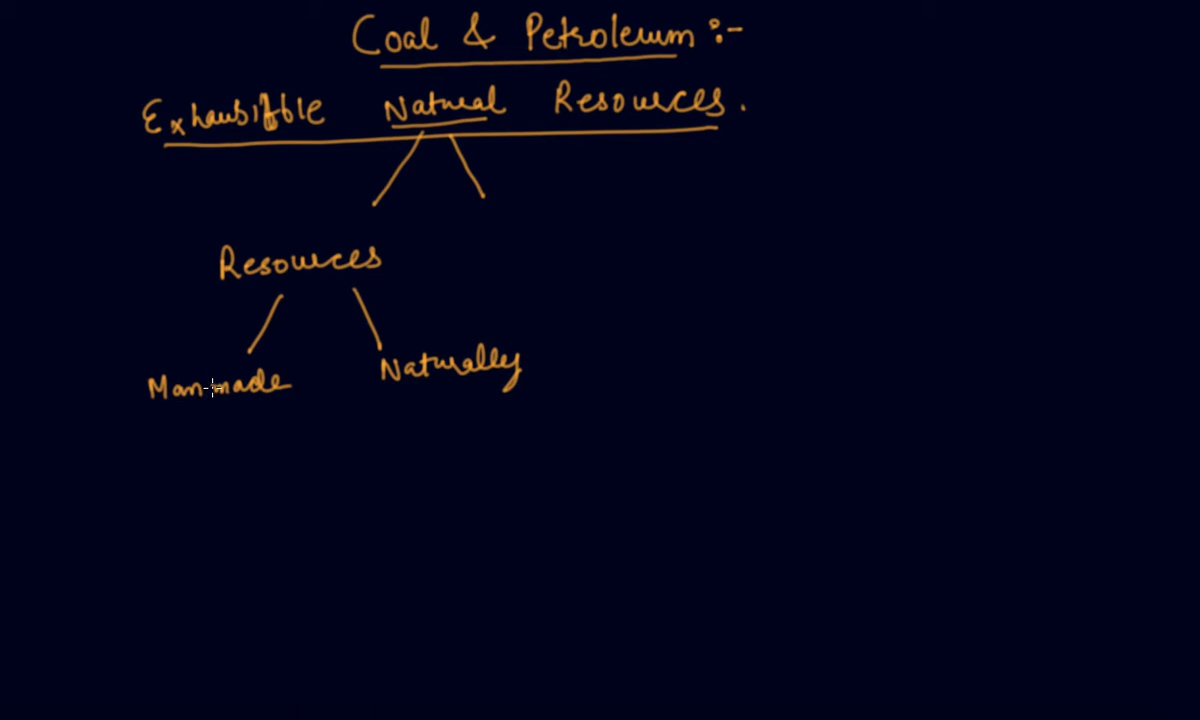 Coal & Petroleum :-
Exhaustible Natural Resources.
Resources
Man-made Naturally